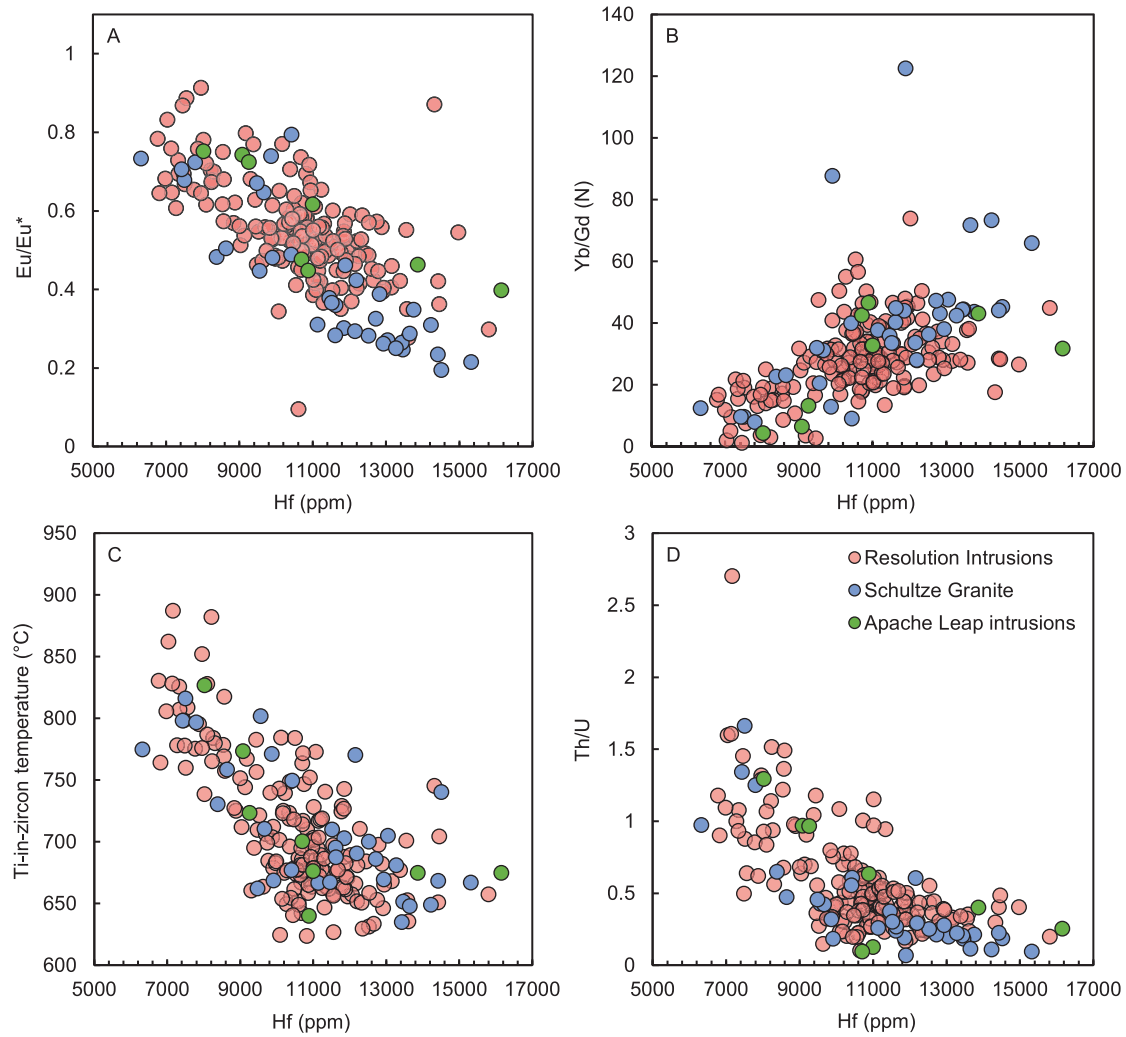 A
1
0.8
0.6
0.4
0.2
0
Eu/Eu*
5000 7000 9000 11000 13000 15000 17000
Hf (ppm)
B
140
120
100
80
60
40
20
0
Yb/Gd (N)
5000 7000 9000 11000 13000 15000 17000
Hf (ppm)
C
950
900
850
800
750
700
650
600
Ti-in-zircon temperature (°C)
5000 7000 9000 11000 13000 15000 17000
Hf (ppm)
D
Resolution Intrusions
Schultze Granite
Apache Leap intrusions
3
2.5
2
1.5
1
0.5
0
Th/U
5000 7000 9000 11000 13000 15000 17000
Hf (ppm)